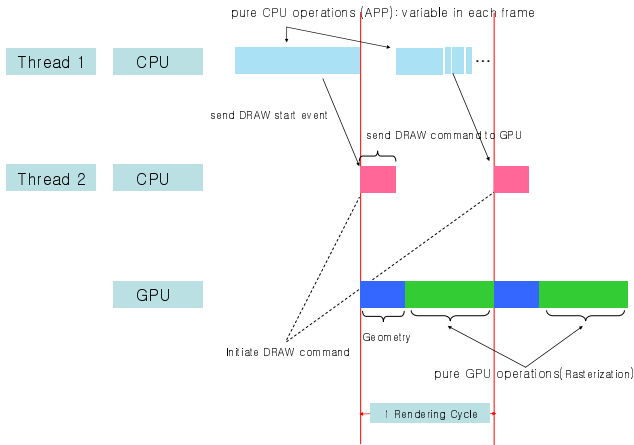 pure CPU operations (APP): variable in each frame
Thread 1
CPU
...
send DRAW start event
send DRAW command to GPU
Thread 2
CPU
GPU
Geometry
Initiate DRAW command
pure GPU operations(Rasterization)
1 Rendering Cycle